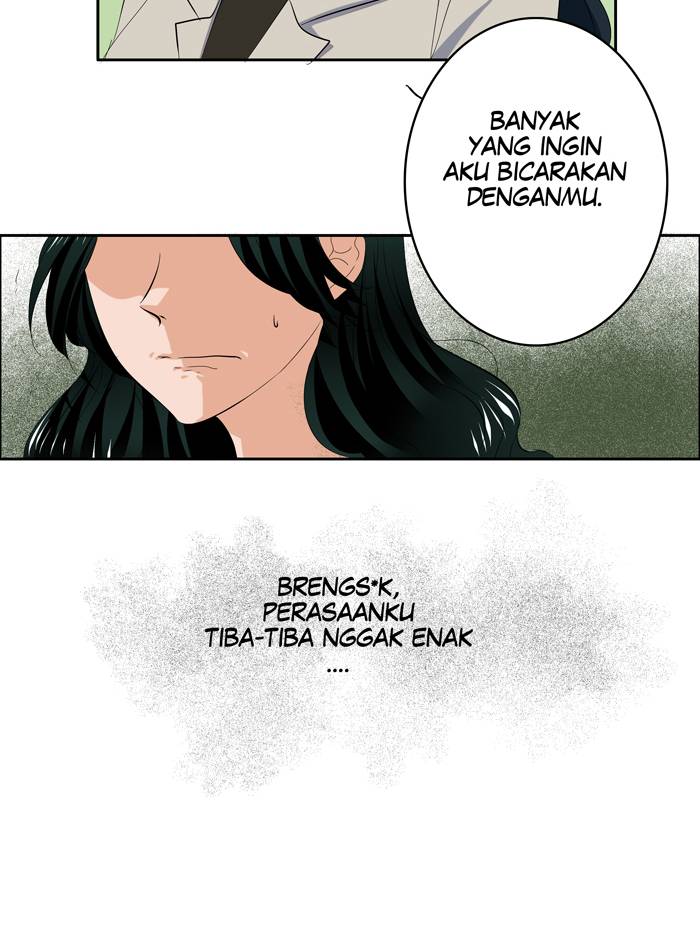 BANYAK
YANG INGIN
AKU BICARAKAN
DENGANMU.
BRENGS*K,
PERASAANKU
TIBA-TIBA NGGAK ENAK
....